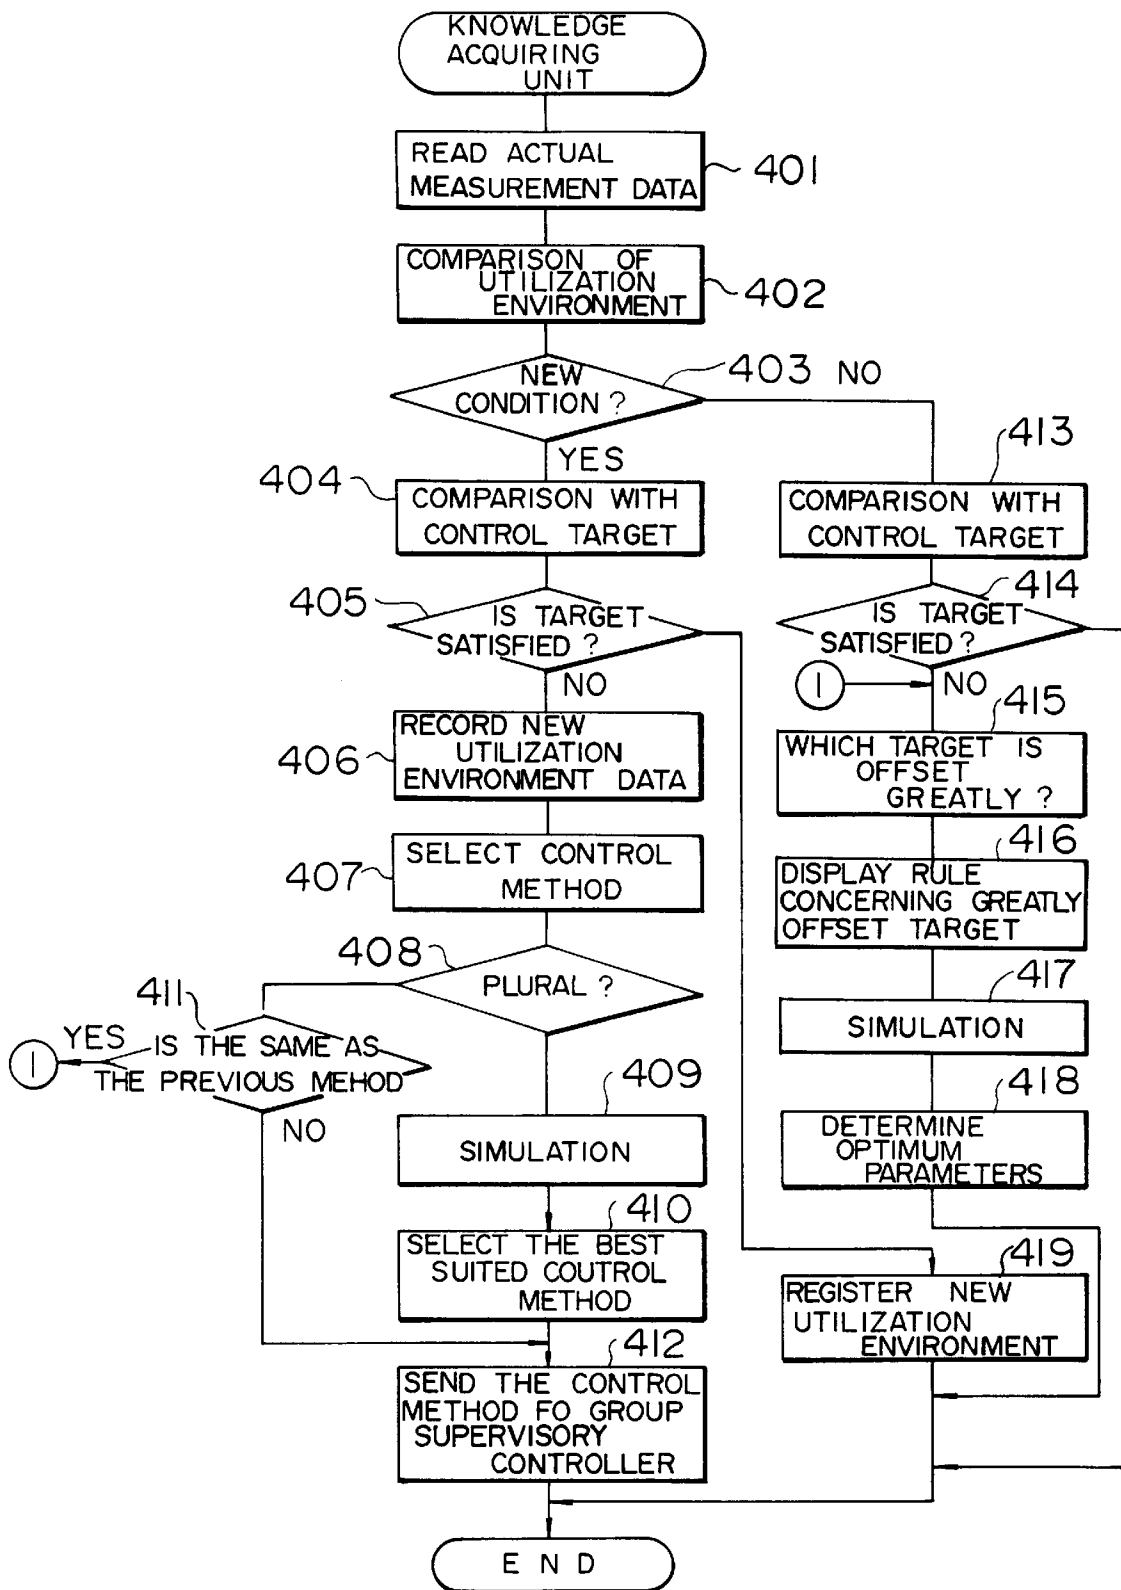 KNOWLEDGE
ACQUIRING
UNIT
READ ACTUAL
MEASUREMENT DATA
401
COMPARISON OF
UTILIZATION
ENVIRONMENT
402
NEW
CONDITION ?
403
NO
YES
404
COMPARISON WITH
CONTROL TARGET
405
IS TARGET
SATISFIED ?
NO
406
RECORD NEW
UTILIZATION
ENVIRONMENT DATA
407
SELECT CONTROL
METHOD
408
PLURAL ?
411
YES
1
IS THE SAME AS
THE PREVIOUS MEHOD
NO
409
SIMULATION
410
SELECT THE BEST
SUITED COUTROL
METHOD
412
SEND THE CONTROL
METHOD FO GROUP
SUPERVISORY
CONTROLLER
413
COMPARISON WITH
CONTROL TARGET
414
IS TARGET
SATISFIED ?
1
NO
415
WHICH TARGET IS
OFFSET
GREATLY ?
416
DISPLAY RULE
CONCERNING GREATLY
OFFSET TARGET
417
SIMULATION
418
DETERMINE
OPTIMUM
PARAMETERS
419
REGISTER NEW
UTILIZATION
ENVIRONMENT
END